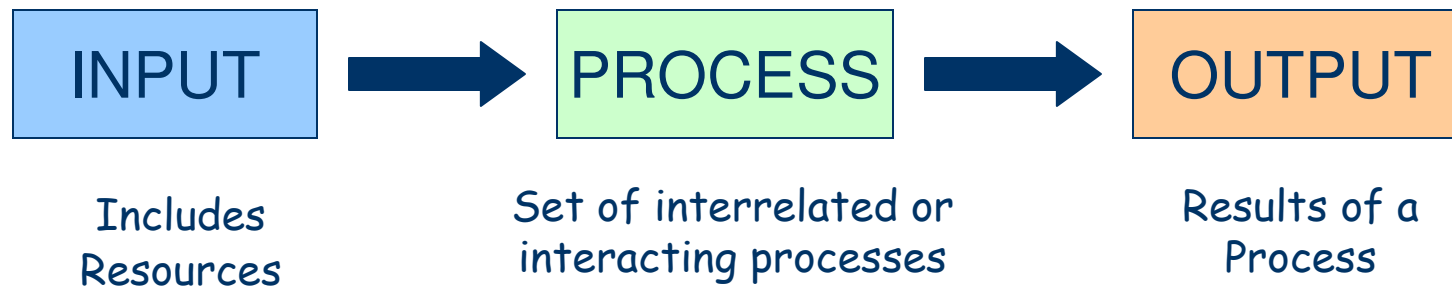 INPUT
PROCESS
OUTPUT
Includes
Resources
Set of interrelated or
interacting processes
Results of a
Process